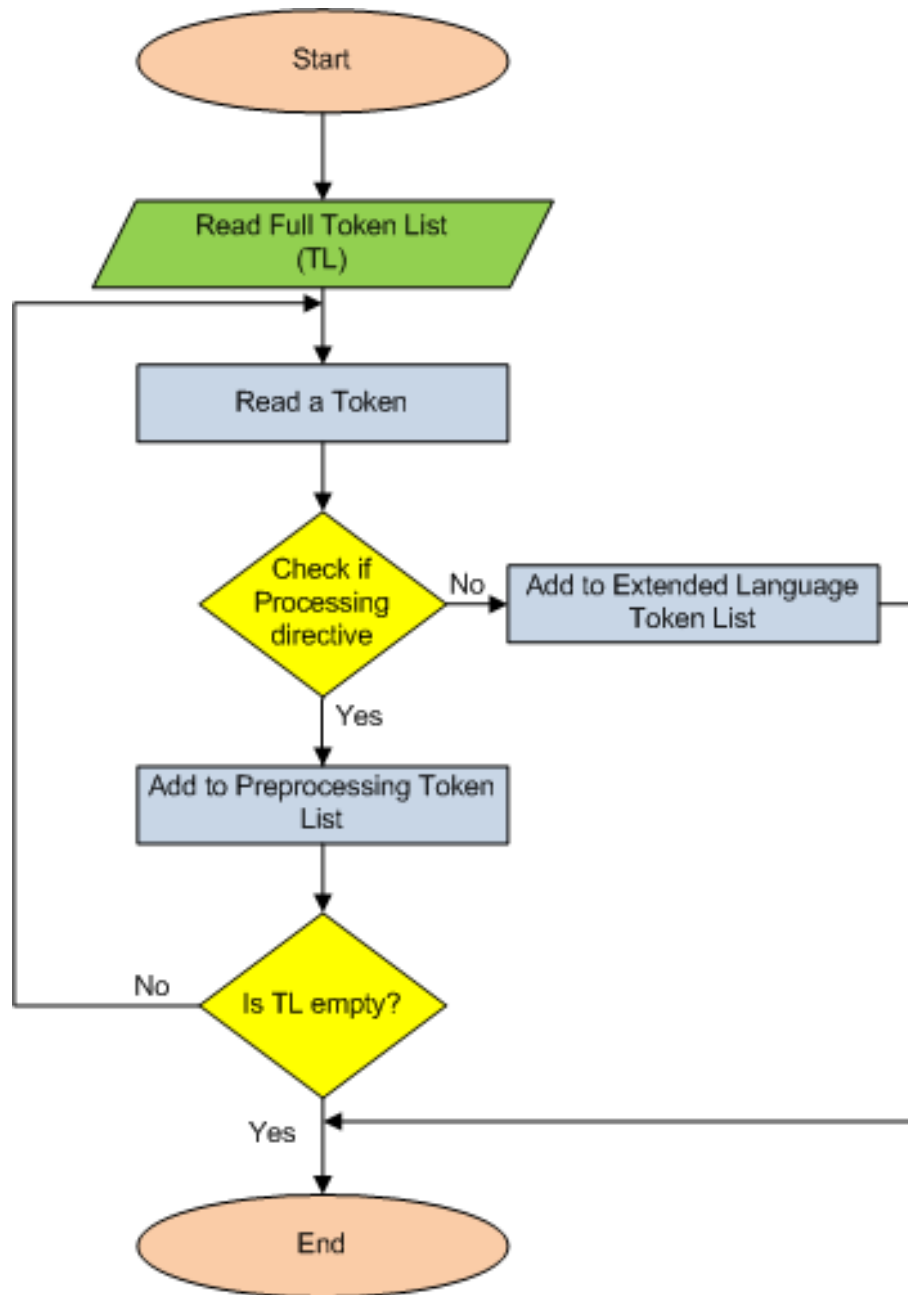 Start
Read Full Token List
(TL)
Read a Token
Check if
Processing
directive
No
Add to Extended Language
Token List
Yes
Add to Preprocessing Token
List
Is TL empty?
No
Yes
End